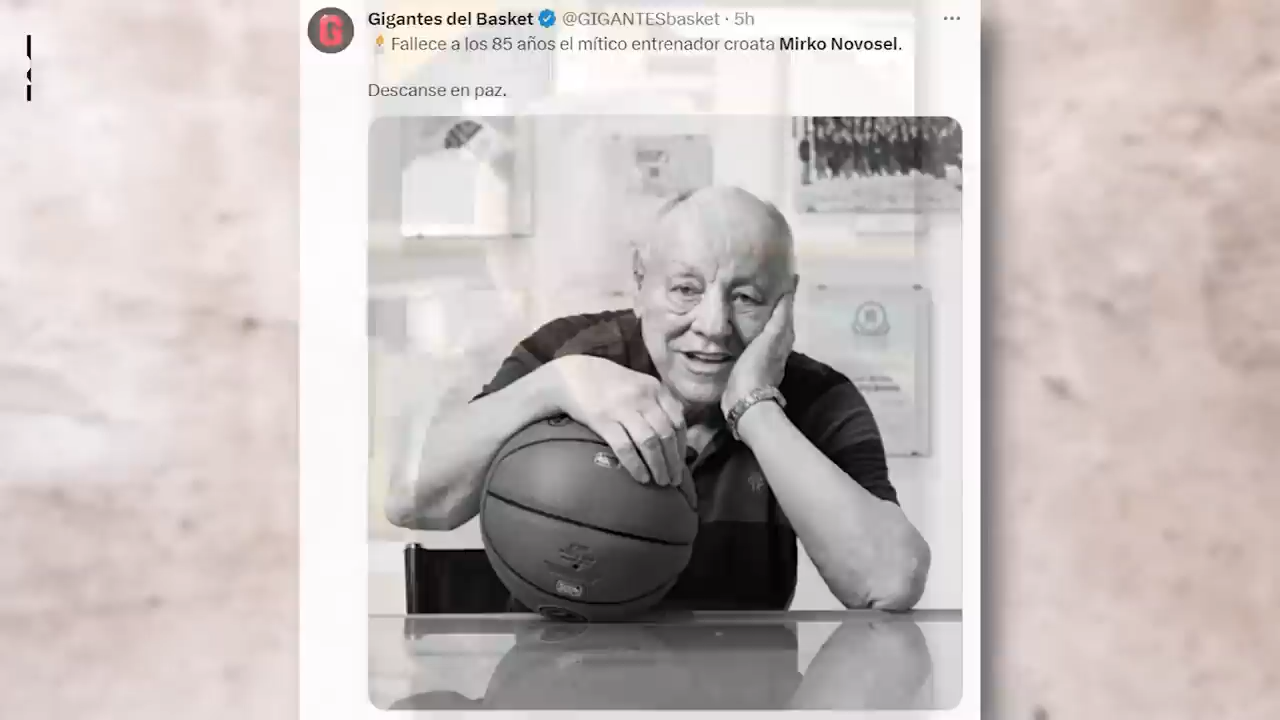 Gigantes del Basket @GIGANTESbasket · 5h
Fallece a los 85 años el mítico entrenador croata Mirko Novosel.
Descanse en paz.